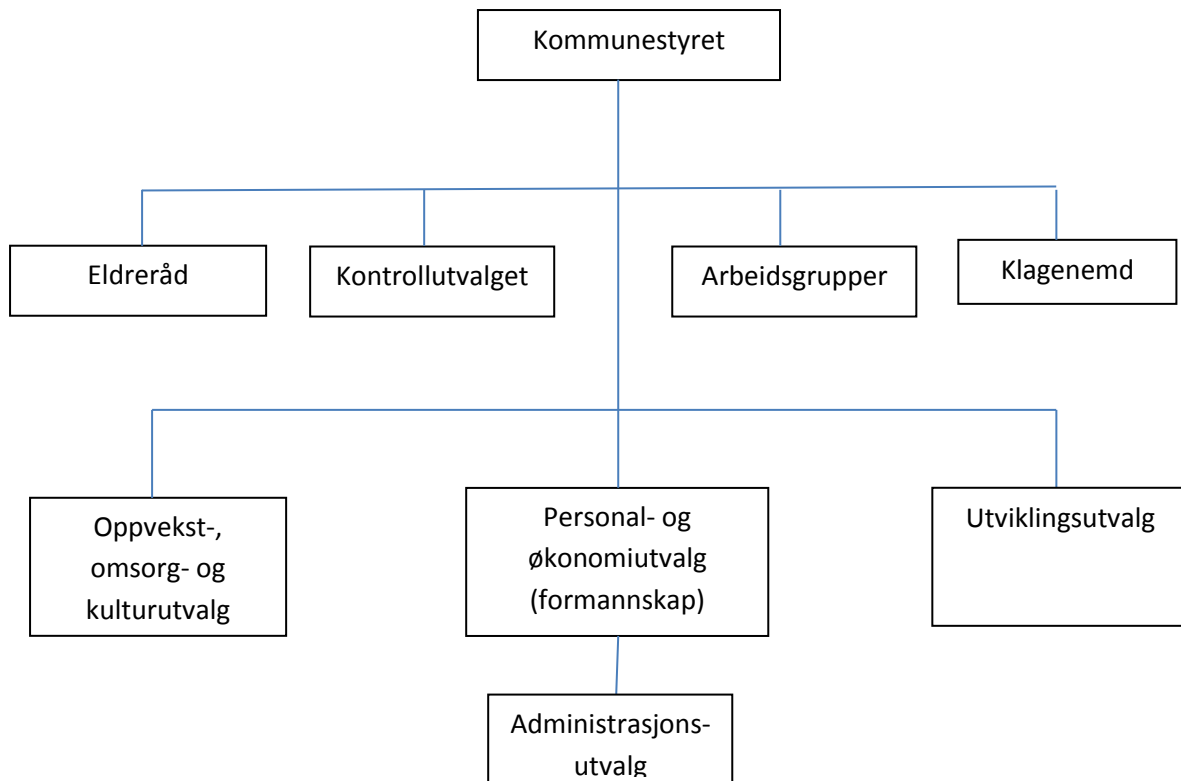 Kommunestyret
Eldreråd
Kontrollutvalget
Arbeidsgrupper
Klagenemd
Oppvekst-,
omsorg- og
kulturutvalg
Personal- og
økonomiutvalg
(formannskap)
Utviklingsutvalg
Administrasjons-
utvalg